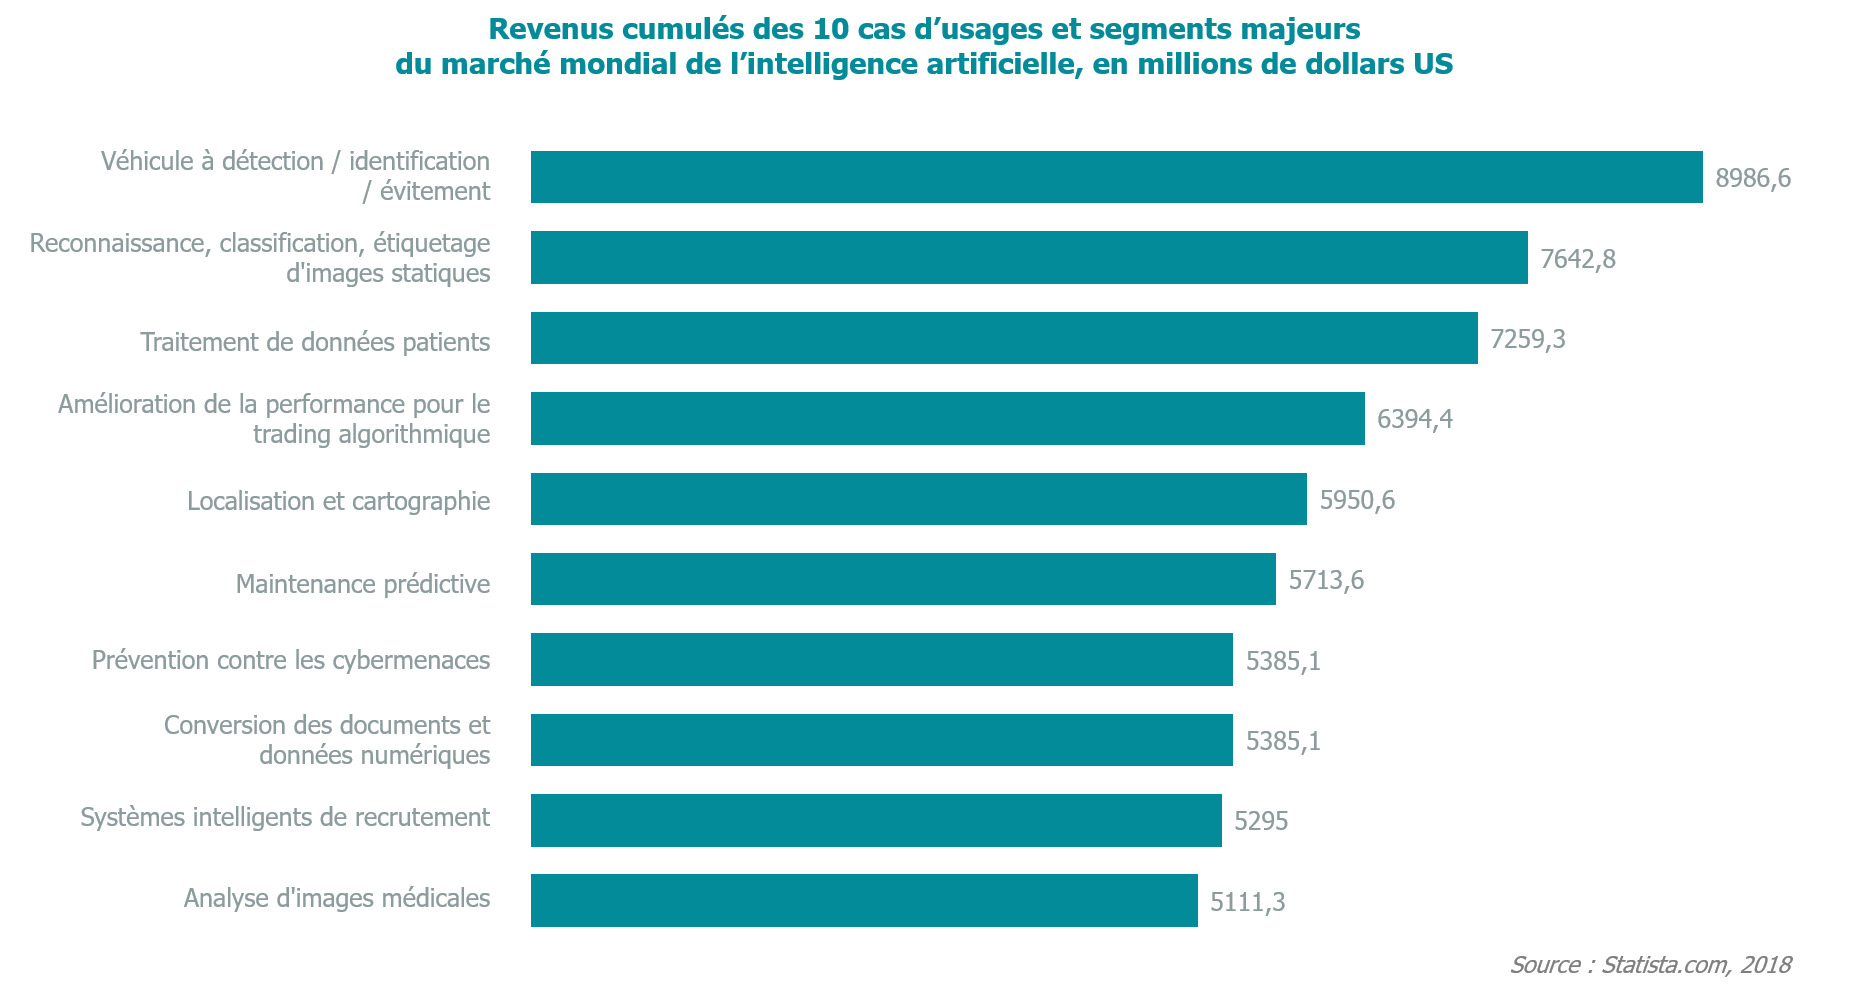 Revenus cumulés des 10 cas d’usages et segments majeurs
du marché mondial de l’intelligence artificielle, en millions de dollars US
Véhicule à détection / identification
/ évitement
8986,6
Reconnaissance, classification, étiquetage
d'images statiques
7642,8
Traitement de données patients
7259,3
Amélioration de la performance pour le
trading algorithmique
6394,4
Localisation et cartographie
5950,6
Maintenance prédictive
5713,6
Prévention contre les cybermenaces
5385,1
Conversion des documents et
données numériques
5385,1
Systèmes intelligents de recrutement
5295
Analyse d'images médicales
5111,3
Source : Statista.com, 2018